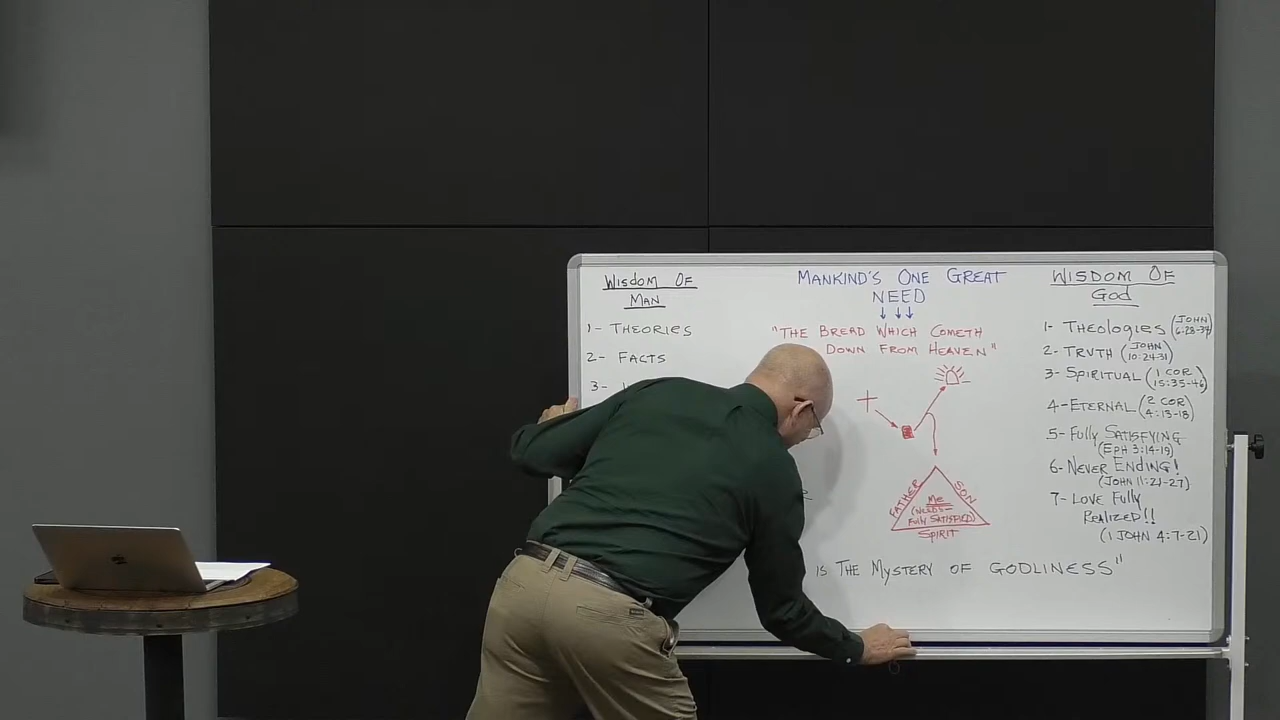 Wisdom Of
Man
1- Theories
2- Facts
3-
Mankind's One Great
Need
"The Bread Which Cometh
Down From Heaven"
Father
Son
Me
(Needs-
Fully Satisfied)
Spirit
is The Mystery of Godliness"
Wisdom Of
God
1- Theologies (John
6:28-34
2- Truth (John
10:24-31)
3- Spiritual (1 Cor
15:35-46)
4- Eternal (2 Cor
4:13-18)
5- Fully Satisfying
(Eph 3:14-19)
6- Never Ending!
(John 11:21-27)
7- Love Fully
Realized!!
(1 John 4:7-21)